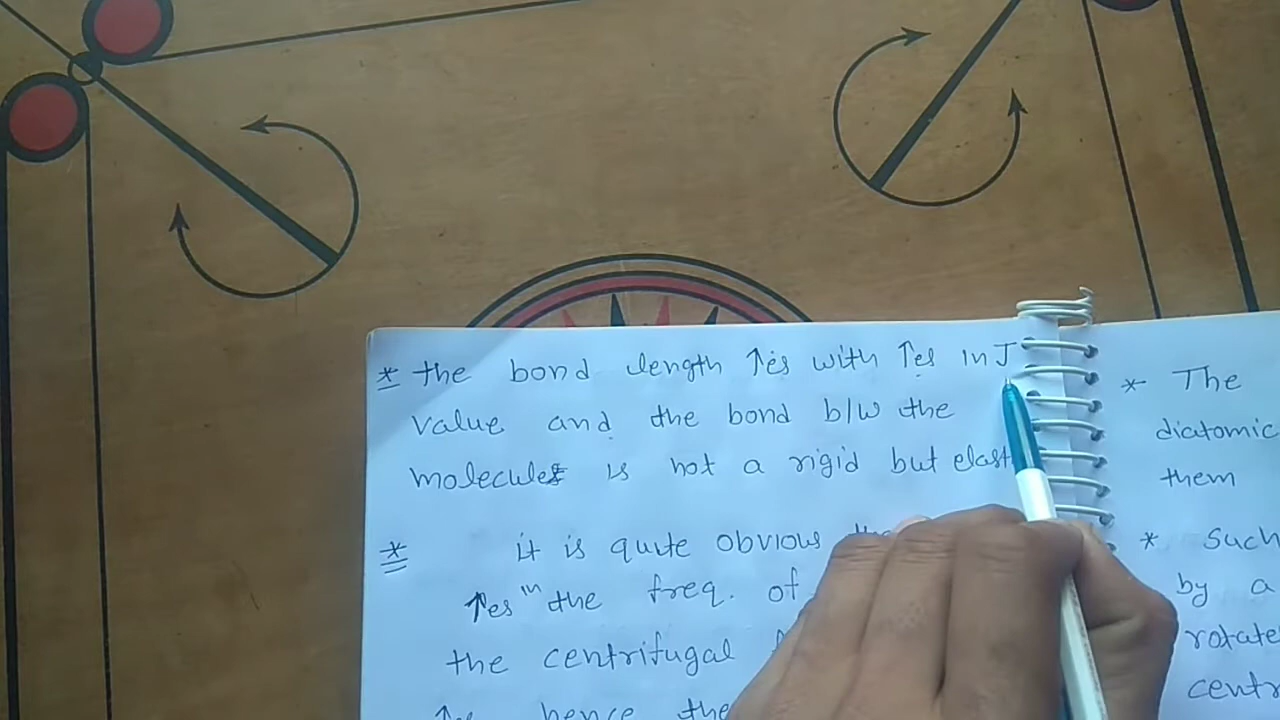 * the bond length ↑es with ↑es in J
value and the bond b/w the
molecules is not a rigid but elast
* it is quite obvious
↑es in the freq. of
the centrifugal
hence the
* The
diatomic
them
* Such
by a
rotate
centr